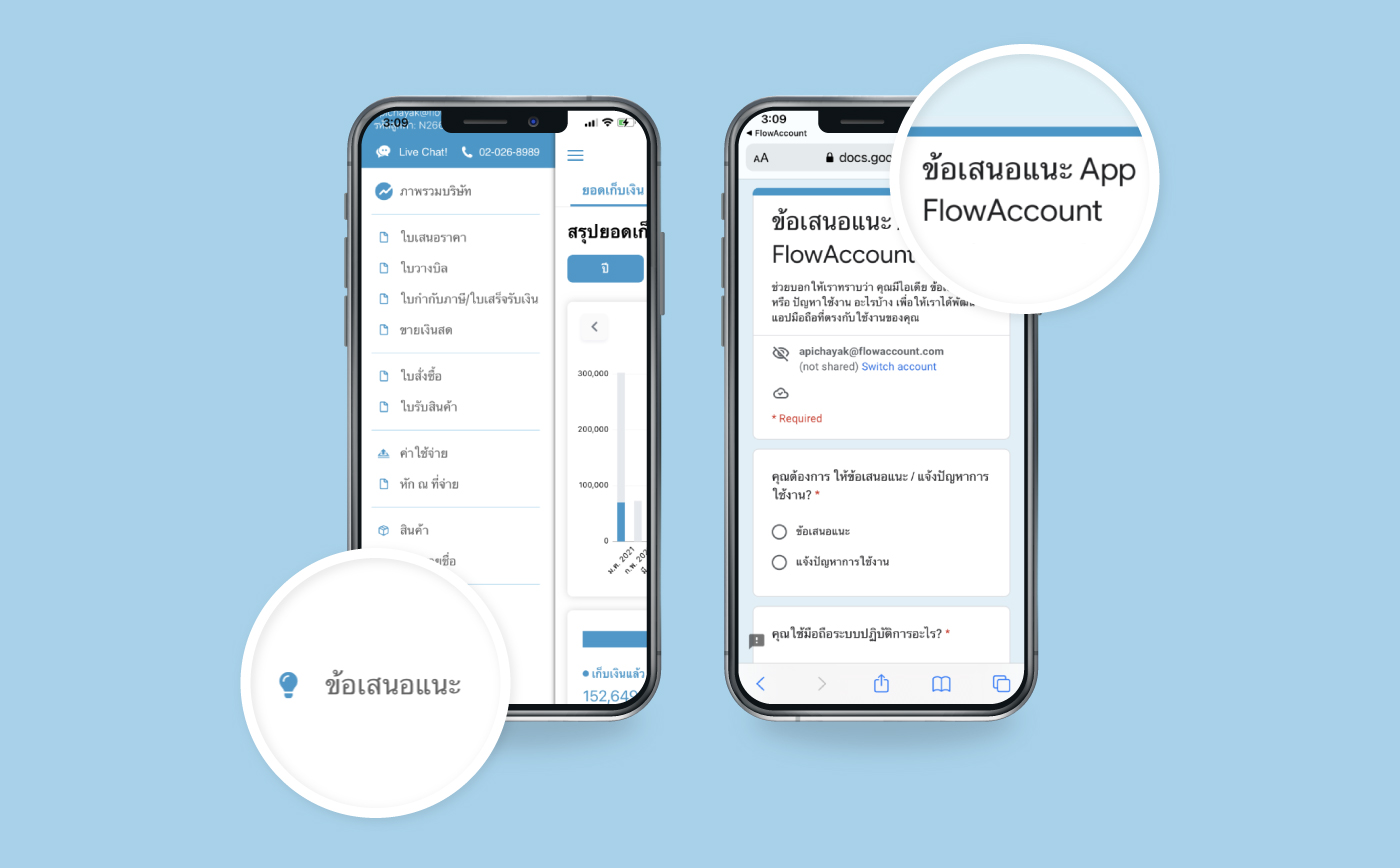 3:09
N266
Live Chat!
02-026-8989
ภาพรวมบริษัท
ใบเสนอราคา
ใบวางบิล
ใบกำกับภาษี/ใบเสร็จรับเงิน
ขายเงินสด
ใบสั่งซื้อ
ใบรับสินค้า
ค่าใช้จ่าย
หัก ณ ที่จ่าย
สินค้า
ข้อเสนอแนะ
ยอดเก็บเงิน
สรุปยอดเก็
ปี
300,000
200,000
100,000
0
ม.ค. 2021
เก็บเงินแล้ว
152,649
3:09
FlowAccount
AA
docs.goo
ข้อเสนอแนะ
FlowAccount
ช่วยบอกให้เราทราบว่า คุณมีไอเดีย
หรือ ปัญหาใช้งาน อะไรบ้าง เพื่อให้เราได้พัฒน
แอปมือถือที่ตรงกับใช้งานของคุณ
apichayak@flowaccount.com
(not shared) Switch account
* Required
คุณต้องการ ให้ข้อเสนอแนะ / แจ้งปัญหาการ
ใช้งาน? *
ข้อเสนอแนะ
แจ้งปัญหาการใช้งาน
คุณใช้มือถือระบบปฏิบัติการอะไร? *
ข้อเสนอแนะ App
FlowAccount